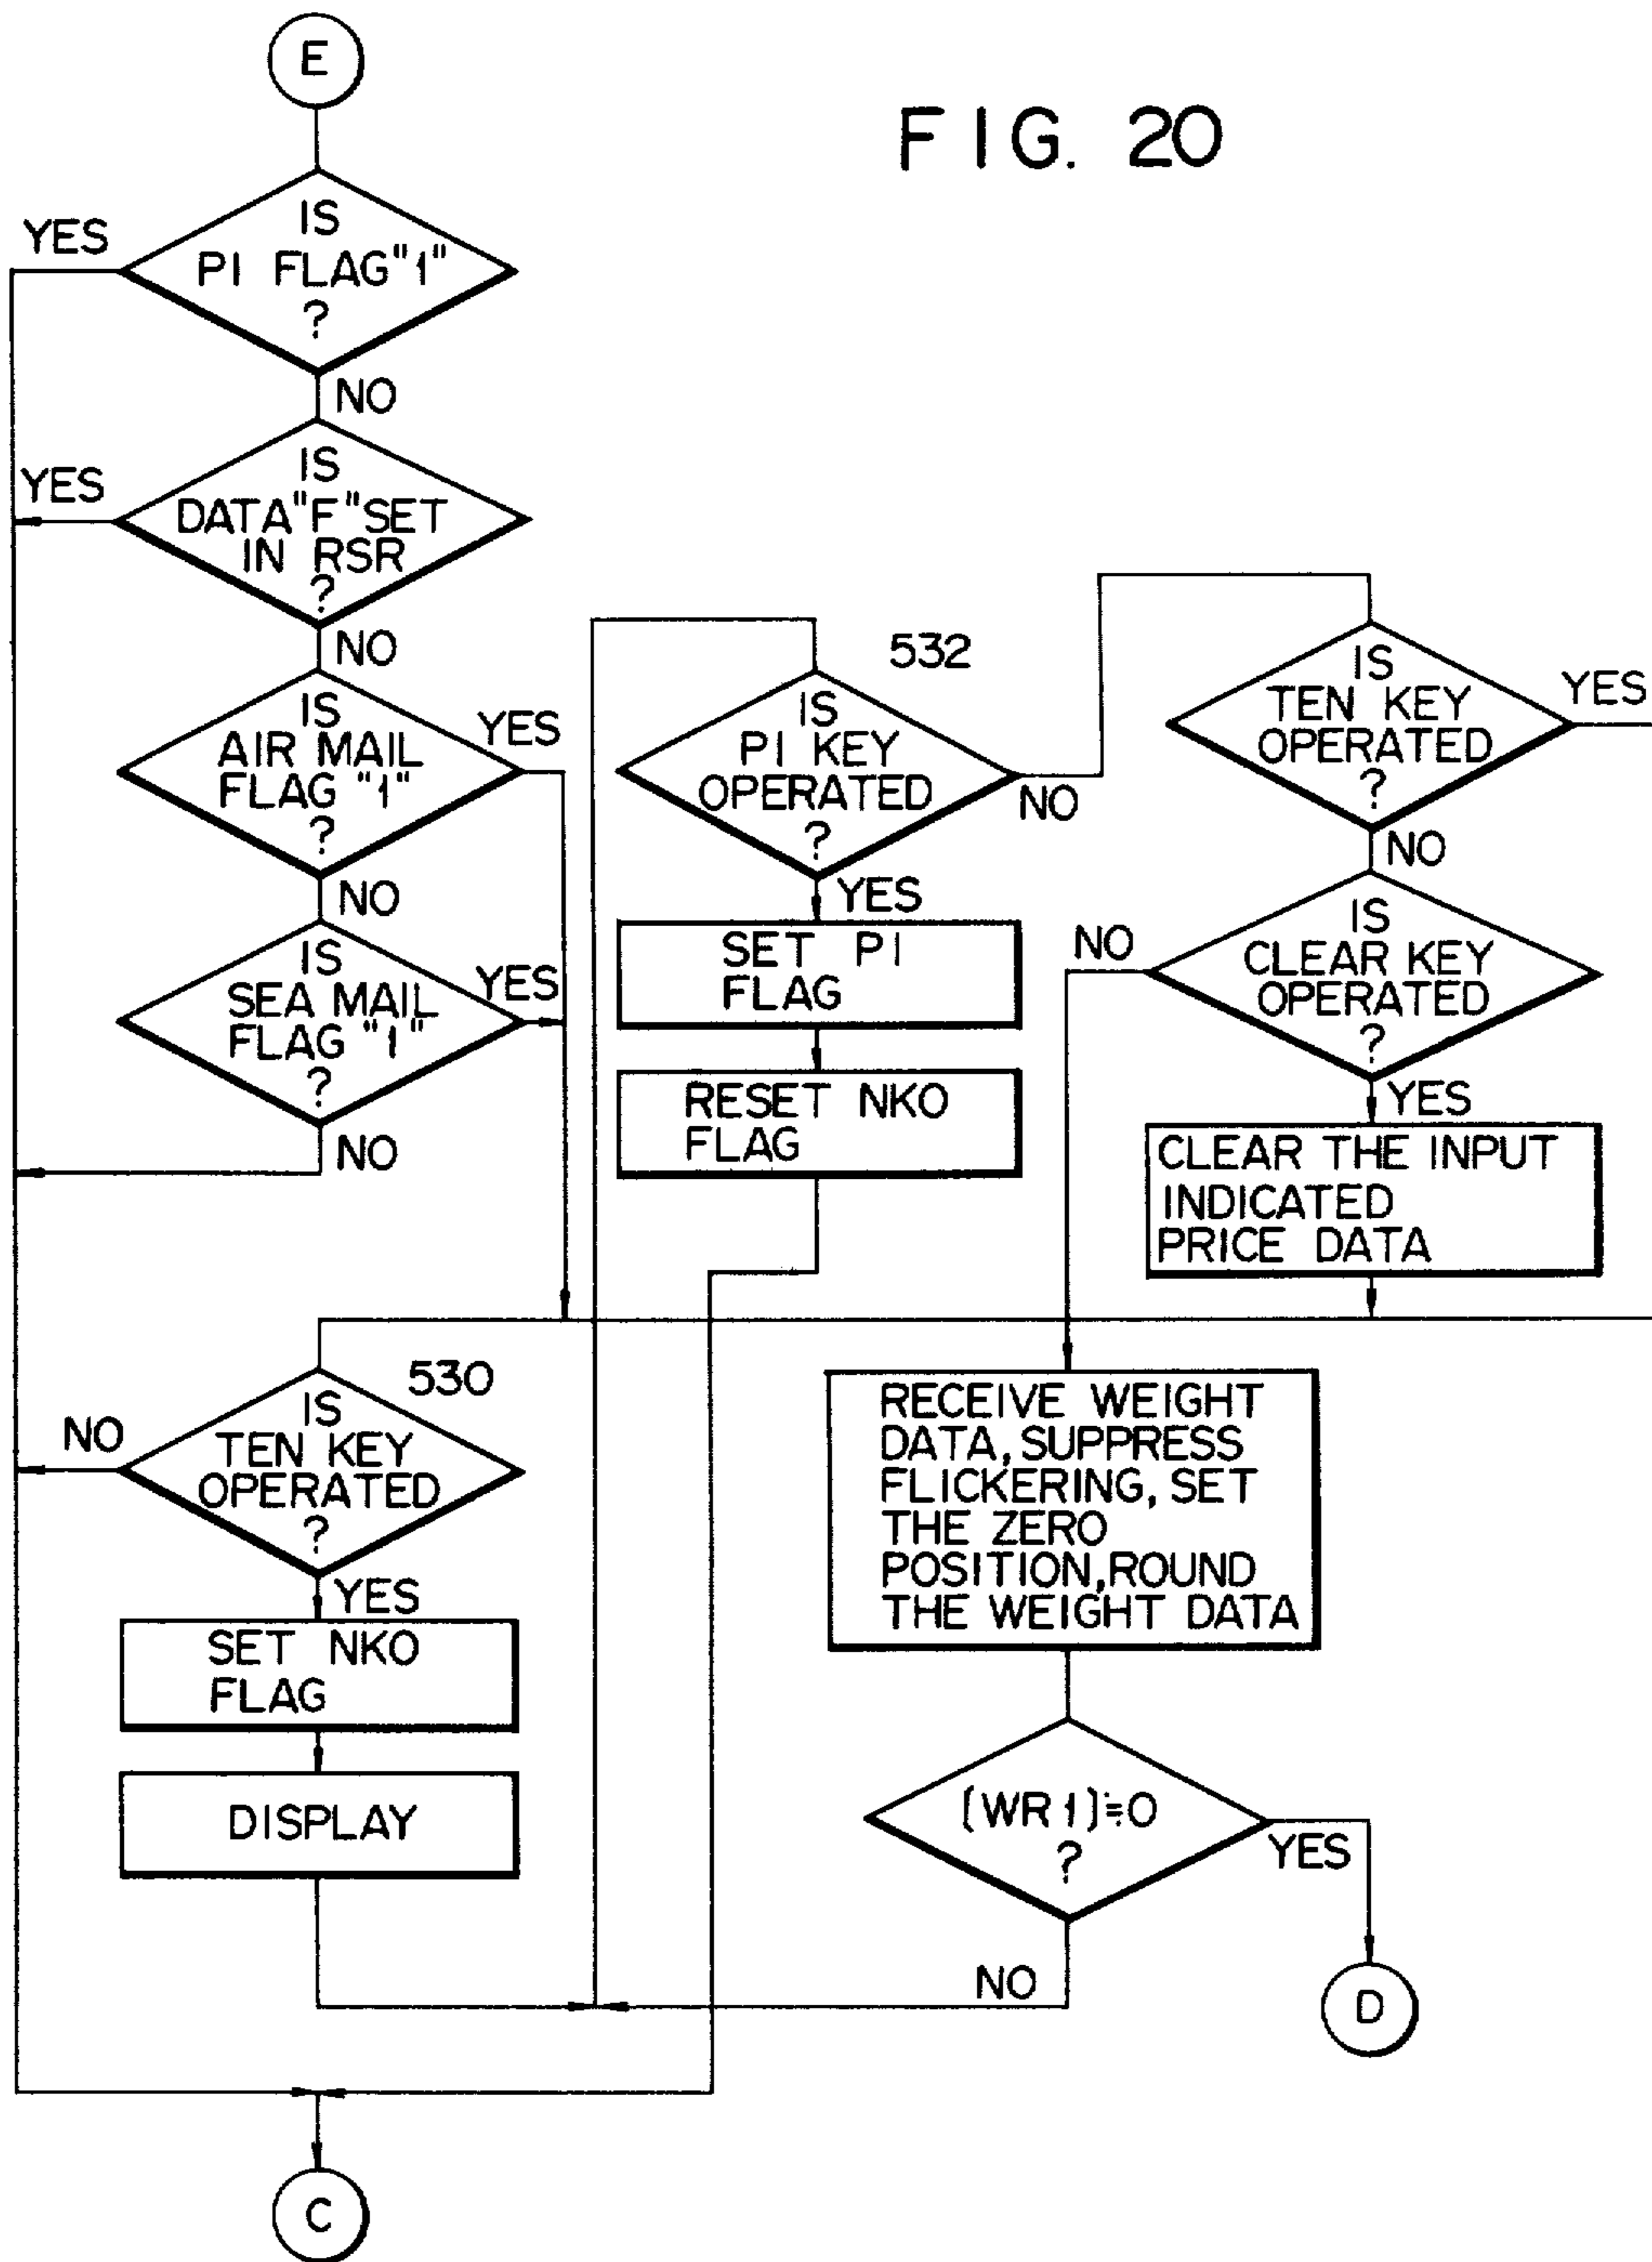 E
FIG. 20
IS
PI FLAG "1"
?
YES
NO
IS
DATA "F" SET
IN RSR
?
YES
NO
IS
AIR MAIL
FLAG "1"
?
YES
NO
IS
SEA MAIL
FLAG "1"
?
YES
NO
530
IS
TEN KEY
OPERATED
?
NO
YES
SET NKO
FLAG
DISPLAY
532
IS
PI KEY
OPERATED
?
NO
YES
SET PI
FLAG
RESET NKO
FLAG
IS
TEN KEY
OPERATED
?
YES
NO
IS
CLEAR KEY
OPERATED
?
NO
YES
CLEAR THE INPUT
INDICATED
PRICE DATA
RECEIVE WEIGHT
DATA, SUPPRESS
FLICKERING, SET
THE ZERO
POSITION, ROUND
THE WEIGHT DATA
(WR 1)≒0
?
YES
NO
D
C